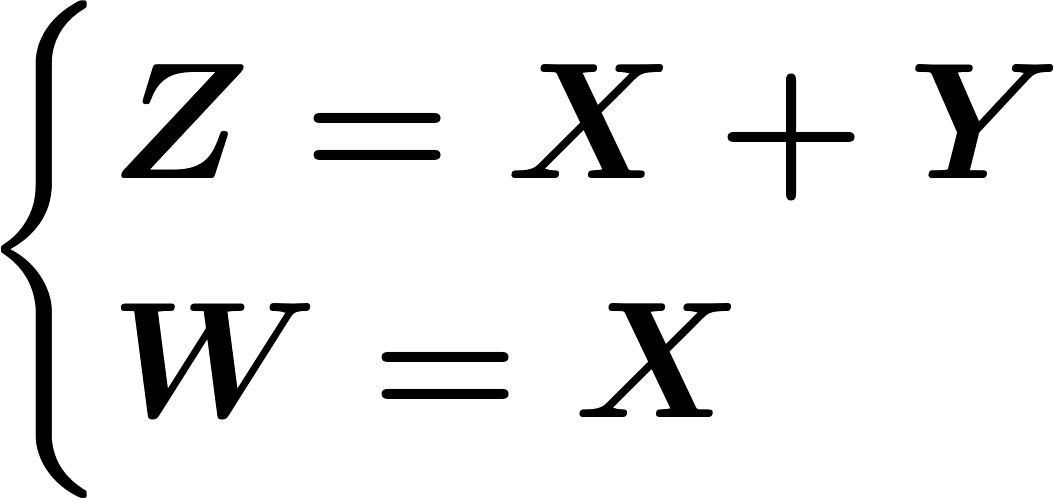 Z = X + Y
W = X